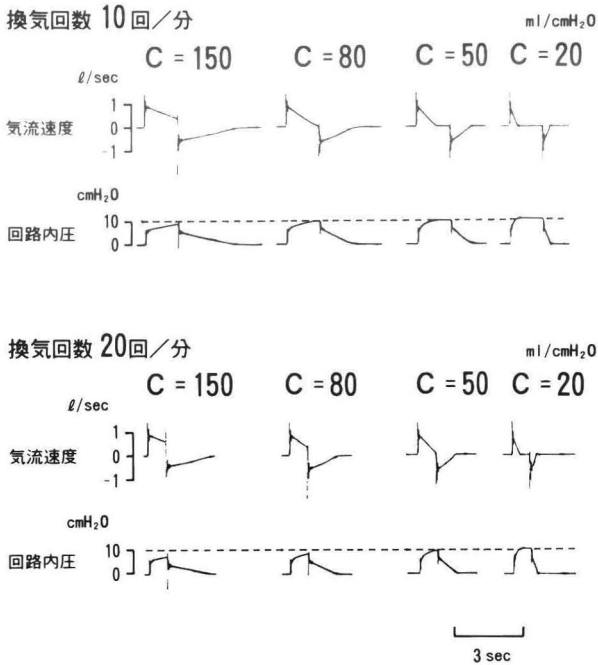 換気回数 10回／分
ml/cmH₂O
C = 150 C = 80 C = 50 C = 20
ℓ/sec
気流速度 1 0 -1
cmH₂O
回路内圧 10 0
換気回数 20回／分
ml/cmH₂O
C = 150 C = 80 C = 50 C = 20
ℓ/sec
気流速度 1 0 -1
cmH₂O
回路内圧 10 0
3 sec